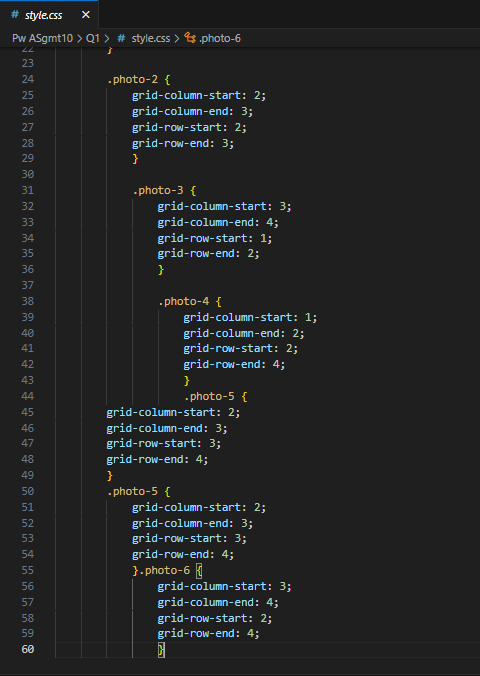 # style.css ×
Pw ASgmt10 > Q1 > # style.css > .photo-6
22 }
23
24 .photo-2 {
25 grid-column-start: 2;
26 grid-column-end: 3;
27 grid-row-start: 2;
28 grid-row-end: 3;
29 }
30
31 .photo-3 {
32 grid-column-start: 3;
33 grid-column-end: 4;
34 grid-row-start: 1;
35 grid-row-end: 2;
36 }
37
38 .photo-4 {
39 grid-column-start: 1;
40 grid-column-end: 2;
41 grid-row-start: 2;
42 grid-row-end: 4;
43 }
44 .photo-5 {
45 grid-column-start: 2;
46 grid-column-end: 3;
47 grid-row-start: 3;
48 grid-row-end: 4;
49 }
50 .photo-5 {
51 grid-column-start: 2;
52 grid-column-end: 3;
53 grid-row-start: 3;
54 grid-row-end: 4;
55 }.photo-6 {
56 grid-column-start: 3;
57 grid-column-end: 4;
58 grid-row-start: 2;
59 grid-row-end: 4;
60 }